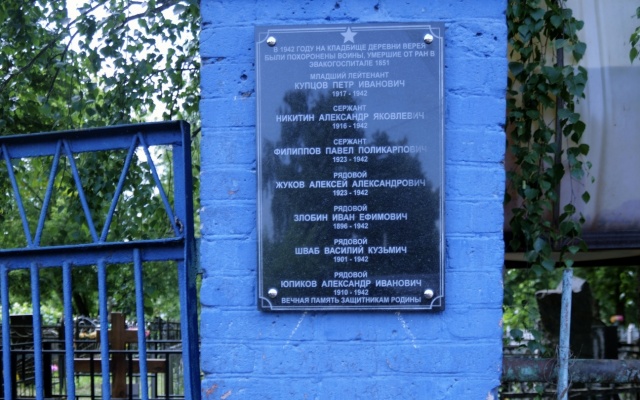 В 1942 ГОДУ НА КЛАДБИЩЕ ДЕРЕВНИ ВЕРЕЯ
БЫЛИ ПОХОРОНЕНЫ ВОИНЫ, УМЕРШИЕ ОТ РАН В
ЭВАКОГОСПИТАЛЕ 1851
МЛАДШИЙ ЛЕЙТЕНАНТ
КУПЦОВ ПЕТР ИВАНОВИЧ
1917 - 1942
СЕРЖАНТ
НИКИТИН АЛЕКСАНДР ЯКОВЛЕВИЧ
1916 - 1942
СЕРЖАНТ
ФИЛИППОВ ПАВЕЛ ПОЛИКАРПОВИЧ
1923 - 1942
РЯДОВОЙ
ЖУКОВ АЛЕКСЕЙ АЛЕКСАНДРОВИЧ
1923 - 1942
РЯДОВОЙ
ЗЛОБИН ИВАН ЕФИМОВИЧ
1896 - 1942
РЯДОВОЙ
ШВАБ ВАСИЛИЙ КУЗЬМИЧ
1901 - 1942
РЯДОВОЙ
ЮПИКОВ АЛЕКСАНДР ИВАНОВИЧ
1910 - 1942
ВЕЧНАЯ ПАМЯТЬ ЗАЩИТНИКАМ РОДИНЫ